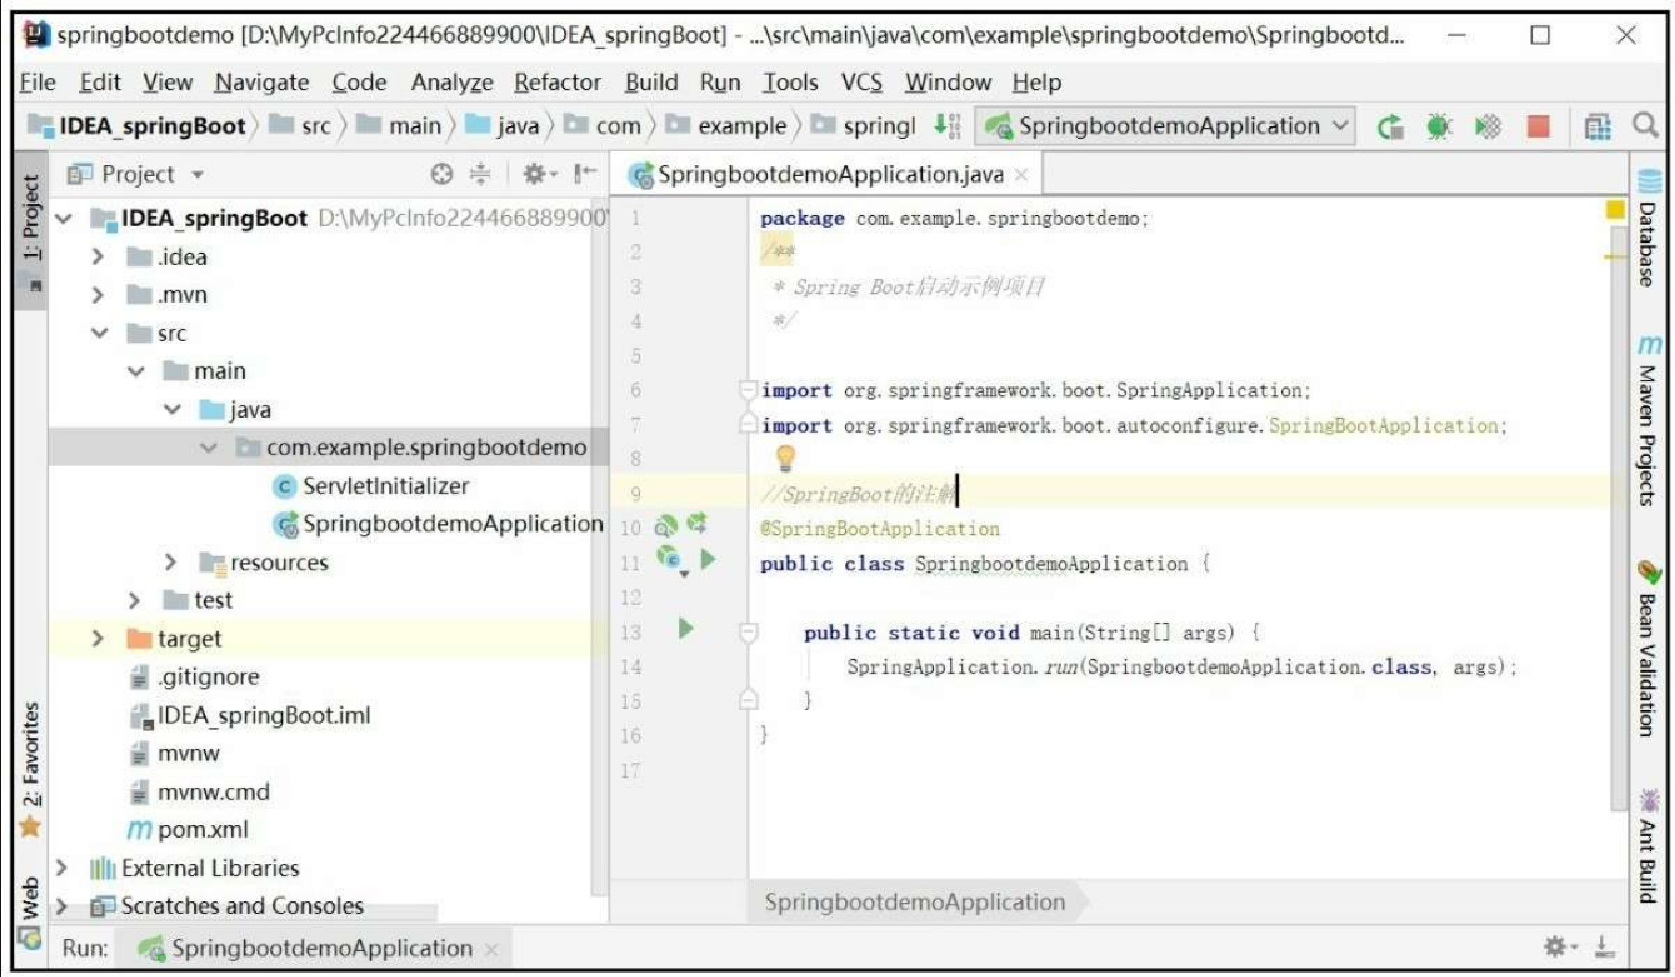 springbootdemo [D:\MyPcInfo224466889900\IDEA_springBoot] - ...\src\main\java\com\example\springbootdemo\Springbootd...
File Edit View Navigate Code Analyze Refactor Build Run Tools VCS Window Help
IDEA_springBoot src main java com example springl SpringbootdemoApplication
Project
SpringbootdemoApplication.java
1: Project
2: Favorites
Web
IDEA_springBoot D:\MyPcInfo224466889900\
.idea
.mvn
src
main
java
com.example.springbootdemo
ServletInitializer
SpringbootdemoApplication
resources
test
target
.gitignore
IDEA_springBoot.iml
mvnw
mvnw.cmd
pom.xml
External Libraries
Scratches and Consoles
1 package com.example.springbootdemo;
2 /**
3 * Spring Boot启动示例项目
4 */
5
6 import org.springframework.boot.SpringApplication;
7 import org.springframework.boot.autoconfigure.SpringBootApplication;
8
9 //SpringBoot的注解
10 @SpringBootApplication
11 public class SpringbootdemoApplication {
12
13 public static void main(String[] args) {
14 SpringApplication.run(SpringbootdemoApplication.class, args);
15 }
16 }
17
SpringbootdemoApplication
Database
Maven Projects
Bean Validation
Ant Build
Run: SpringbootdemoApplication